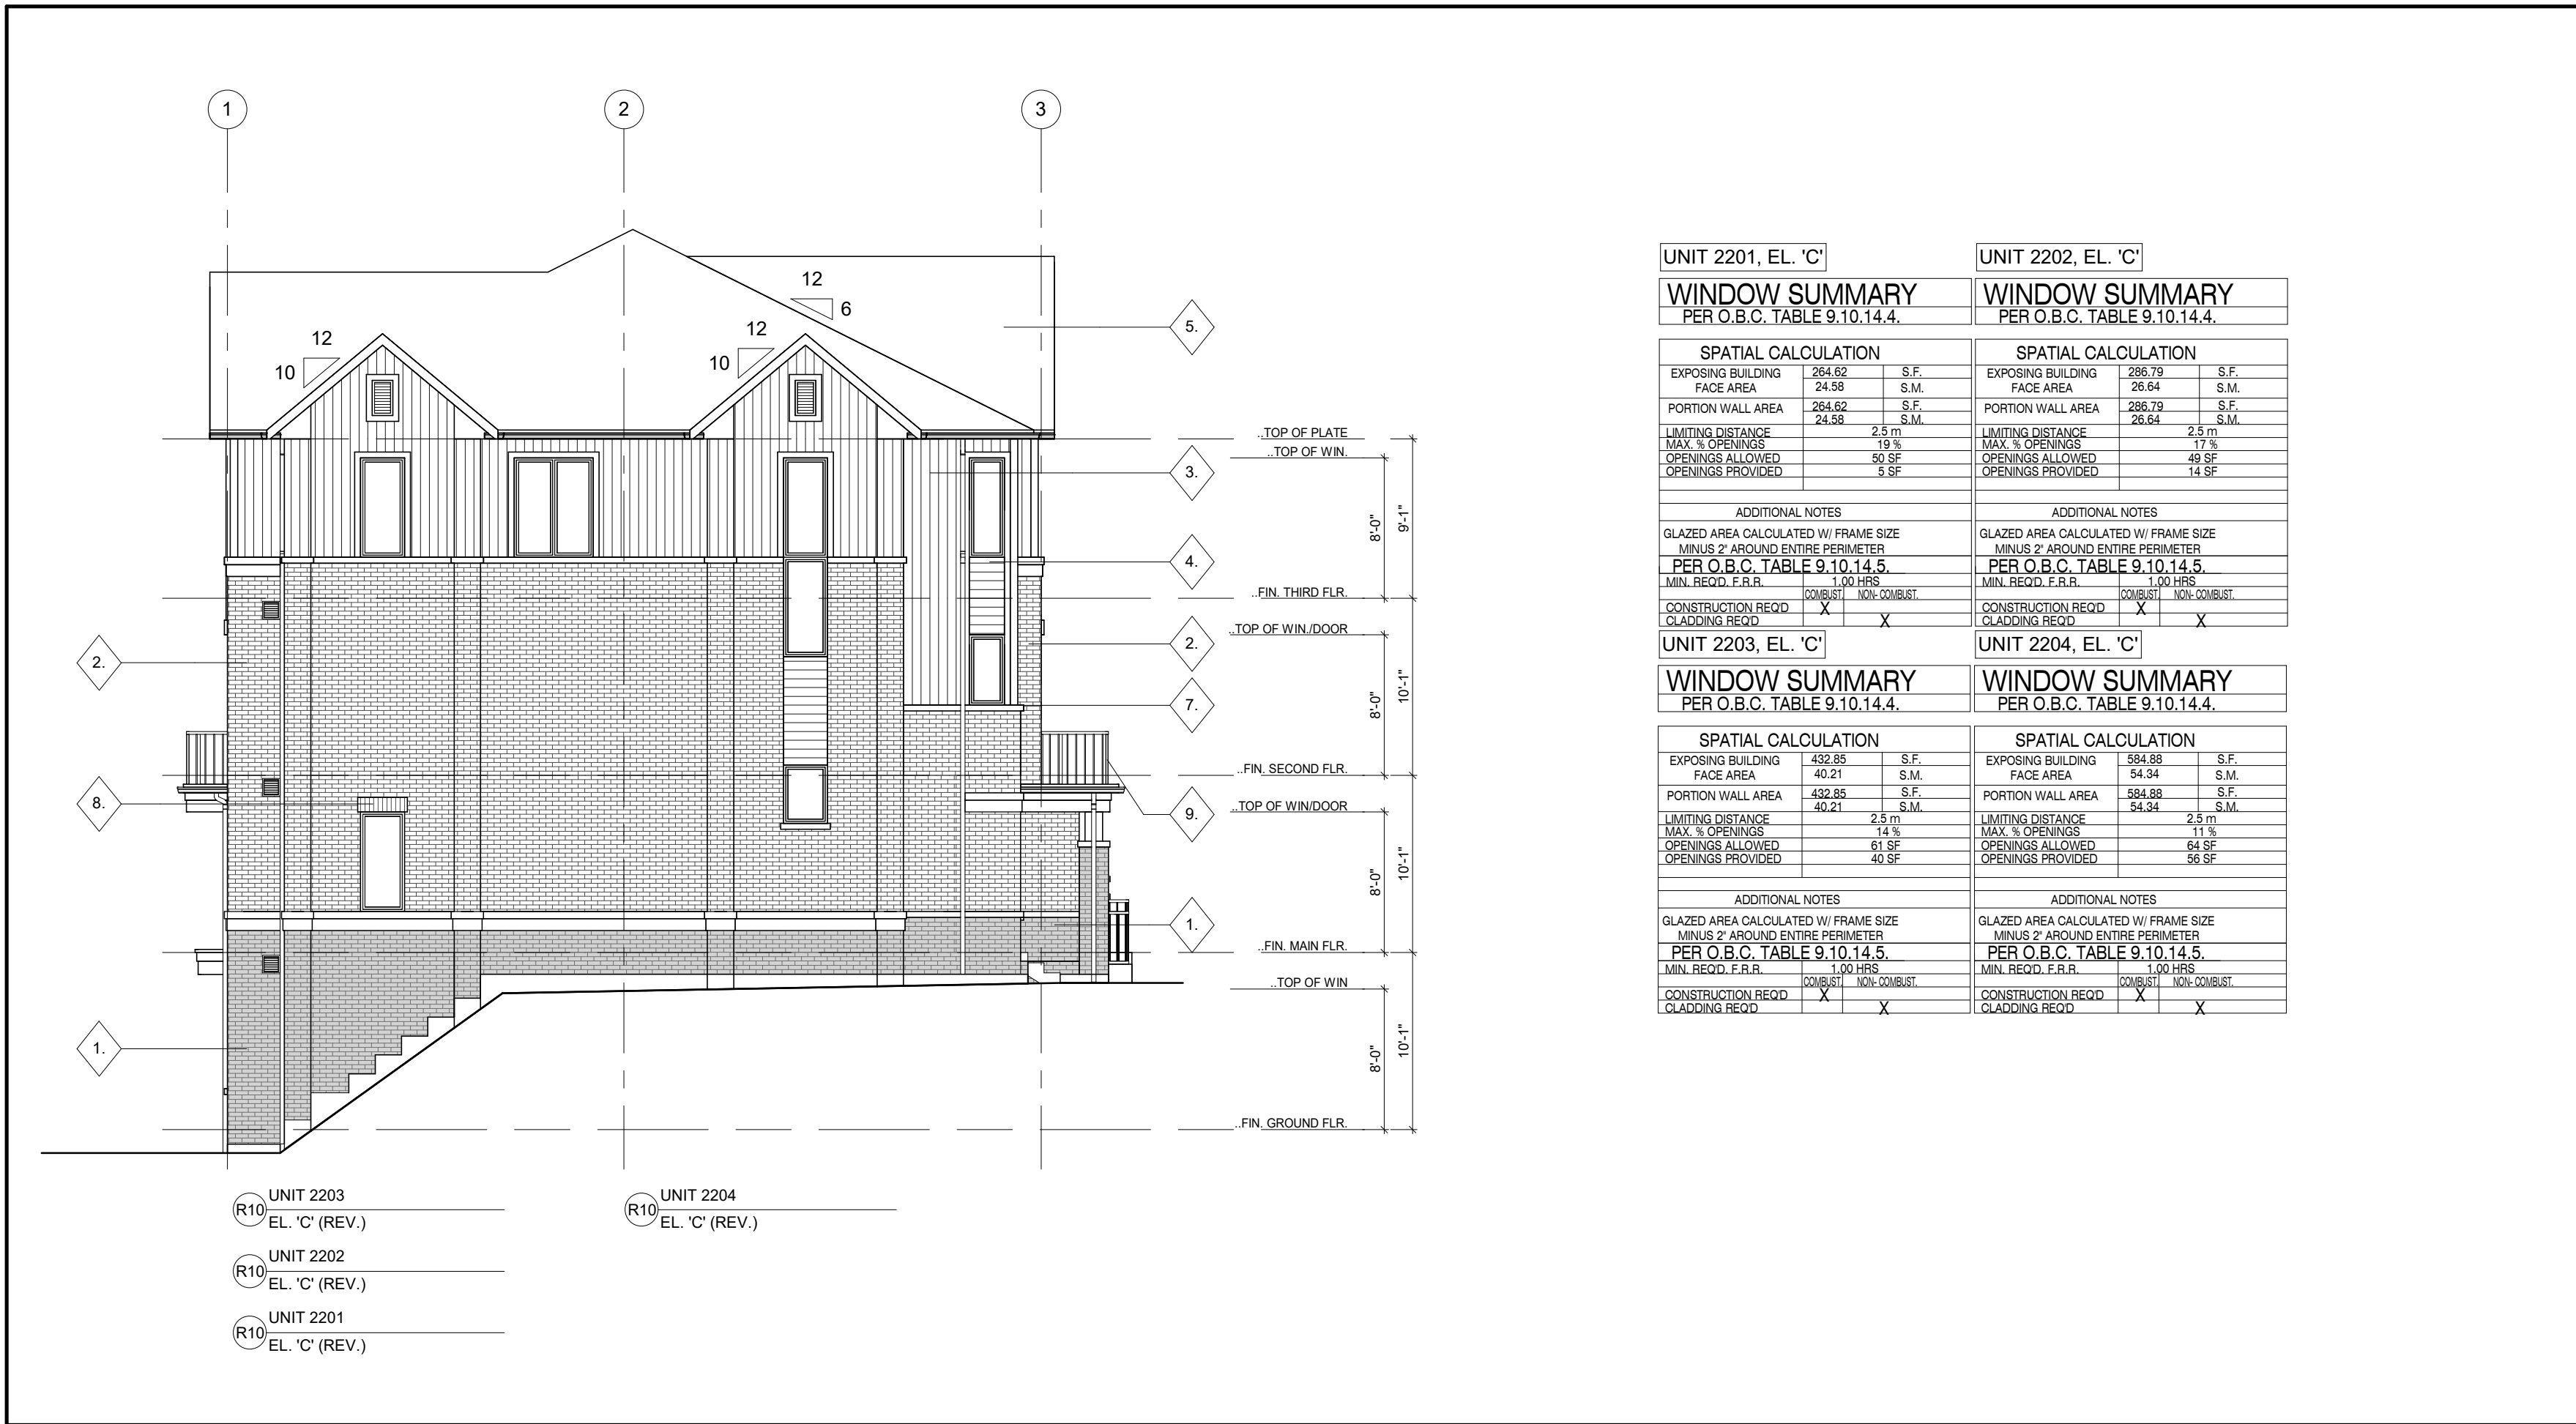 1
2
3
12
6
12
10
12
10
5.
3.
4.
2.
7.
9.
1.
2.
8.
1.
..TOP OF PLATE
..TOP OF WIN.
8'-0"
9'-1"
..FIN. THIRD FLR.
..TOP OF WIN./DOOR
8'-0"
10'-1"
..FIN. SECOND FLR.
..TOP OF WIN/DOOR
8'-0"
10'-1"
..FIN. MAIN FLR.
..TOP OF WIN
8'-0"
10'-1"
..FIN. GROUND FLR.
R10 UNIT 2203
EL. 'C' (REV.)
R10 UNIT 2204
EL. 'C' (REV.)
R10 UNIT 2202
EL. 'C' (REV.)
R10 UNIT 2201
EL. 'C' (REV.)
UNIT 2201, EL. 'C'
WINDOW SUMMARY
PER O.B.C. TABLE 9.10.14.4.
SPATIAL CALCULATION
EXPOSING BUILDING 264.62 S.F.
FACE AREA 24.58 S.M.
PORTION WALL AREA 264.62 S.F.
24.58 S.M.
LIMITING DISTANCE 2.5 m
MAX. % OPENINGS 19 %
OPENINGS ALLOWED 50 SF
OPENINGS PROVIDED 5 SF
ADDITIONAL NOTES
GLAZED AREA CALCULATED W/ FRAME SIZE
MINUS 2" AROUND ENTIRE PERIMETER
PER O.B.C. TABLE 9.10.14.5.
MIN. REQ'D. F.R.R. 1.00 HRS
COMBUST. NON- COMBUST.
CONSTRUCTION REQ'D X
CLADDING REQ'D X
UNIT 2202, EL. 'C'
WINDOW SUMMARY
PER O.B.C. TABLE 9.10.14.4.
SPATIAL CALCULATION
EXPOSING BUILDING 286.79 S.F.
FACE AREA 26.64 S.M.
PORTION WALL AREA 286.79 S.F.
26.64 S.M.
LIMITING DISTANCE 2.5 m
MAX. % OPENINGS 17 %
OPENINGS ALLOWED 49 SF
OPENINGS PROVIDED 14 SF
ADDITIONAL NOTES
GLAZED AREA CALCULATED W/ FRAME SIZE
MINUS 2" AROUND ENTIRE PERIMETER
PER O.B.C. TABLE 9.10.14.5.
MIN. REQ'D. F.R.R. 1.00 HRS
COMBUST. NON- COMBUST.
CONSTRUCTION REQ'D X
CLADDING REQ'D X
UNIT 2203, EL. 'C'
WINDOW SUMMARY
PER O.B.C. TABLE 9.10.14.4.
SPATIAL CALCULATION
EXPOSING BUILDING 432.85 S.F.
FACE AREA 40.21 S.M.
PORTION WALL AREA 432.85 S.F.
40.21 S.M.
LIMITING DISTANCE 2.5 m
MAX. % OPENINGS 14 %
OPENINGS ALLOWED 61 SF
OPENINGS PROVIDED 40 SF
ADDITIONAL NOTES
GLAZED AREA CALCULATED W/ FRAME SIZE
MINUS 2" AROUND ENTIRE PERIMETER
PER O.B.C. TABLE 9.10.14.5.
MIN. REQ'D. F.R.R. 1.00 HRS
COMBUST. NON- COMBUST.
CONSTRUCTION REQ'D X
CLADDING REQ'D X
UNIT 2204, EL. 'C'
WINDOW SUMMARY
PER O.B.C. TABLE 9.10.14.4.
SPATIAL CALCULATION
EXPOSING BUILDING 584.88 S.F.
FACE AREA 54.34 S.M.
PORTION WALL AREA 584.88 S.F.
54.34 S.M.
LIMITING DISTANCE 2.5 m
MAX. % OPENINGS 11 %
OPENINGS ALLOWED 64 SF
OPENINGS PROVIDED 56 SF
ADDITIONAL NOTES
GLAZED AREA CALCULATED W/ FRAME SIZE
MINUS 2" AROUND ENTIRE PERIMETER
PER O.B.C. TABLE 9.10.14.5.
MIN. REQ'D. F.R.R. 1.00 HRS
COMBUST. NON- COMBUST.
CONSTRUCTION REQ'D X
CLADDING REQ'D X